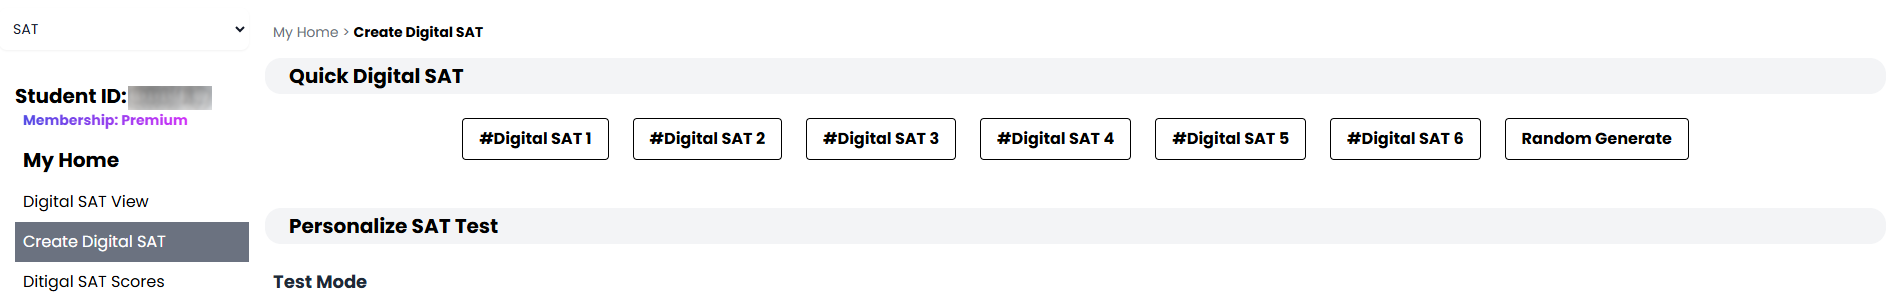 SAT
My Home > Create Digital SAT
Quick Digital SAT
Student ID:
Membership: Premium
#Digital SAT 1
#Digital SAT 2
#Digital SAT 3
#Digital SAT 4
#Digital SAT 5
#Digital SAT 6
Random Generate
My Home
Digital SAT View
Create Digital SAT
Ditigal SAT Scores
Personalize SAT Test
Test Mode